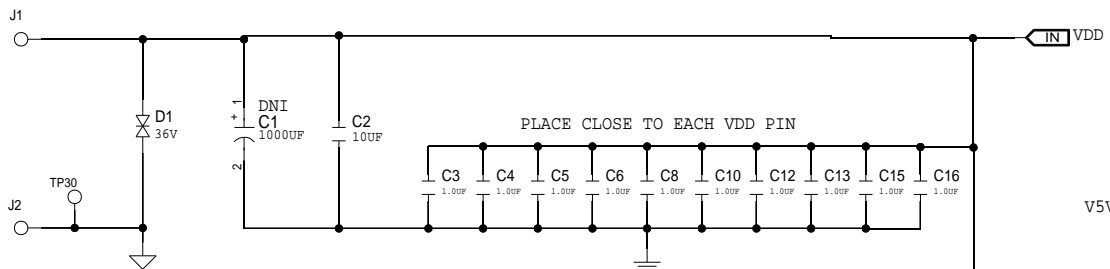 J1
IN VDD
DNI
+ 1
C1
1000UF
2
D1
36V
C2
10UF
PLACE CLOSE TO EACH VDD PIN
C3
1.0UF
C4
1.0UF
C5
1.0UF
C6
1.0UF
C8
1.0UF
C10
1.0UF
C12
1.0UF
C13
1.0UF
C15
1.0UF
C16
1.0UF
TP30
J2